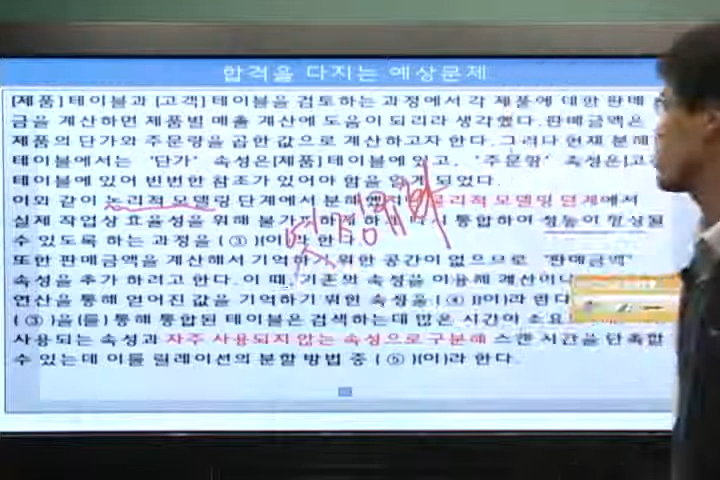 합격을 다지는 예상문제
[제품] 테이블과 [고객] 테이블을 검토하는 과정에서 각 제품에 대한 판매
금을 계산하면 제품별 매출 계산에 도움이 되리라 생각했다. 판매금액은
제품의 단가와 주문량을 곱한 값으로 계산하고자 한다. 그러나 현재 분해
테이블에서는 '단가' 속성은[제품] 테이블에 있고, '주문량' 속성은[고
테이블에 있어 빈번한 참조가 있어야 함을 알게 되었다.
이와 같이 논리적 모델링 단계에서 분해했 물리적 모델링 단계에서
실제 작업상 효율성을 위해 불가 하 통합하여 성능이 향상될
수 있도록 하는 과정을 ( ③ )(이)라 한
또한 판매금액을 계산해서 기억하 위한 공간이 없으므로 "판매금액"
속성을 추가 하려고 한다. 이 때, 기존의 속성을 이용해 계산
연산을 통해 얻어진 값을 기억하기 위한 속성을 ( ④ )(이)라 한다
( ③ )을(를) 통해 통합된 테이블은 검색하는데 많은 시간이 소요
사용되는 속성과 자주 사용되지 않는 속성으로 구분해 스캔 시간을 단축할
수 있는데 이를 릴레이션의 분할 방법 중 ( ⑤ )(이)라 한다.